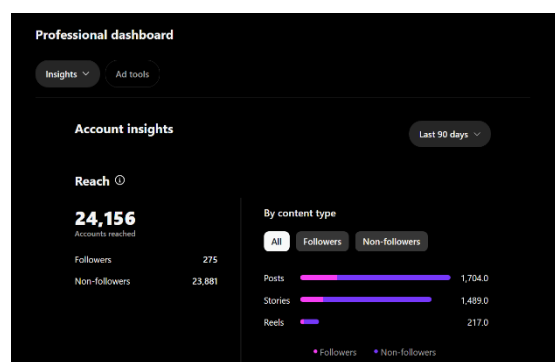 Professional dashboard
Insights
Ad tools
Account insights
Last 90 days
Reach
24,156
Accounts reached
Followers 275
Non-followers 23,881
By content type
All Followers Non-followers
Posts 1,704.0
Stories 1,489.0
Reels 217.0
Followers Non-followers